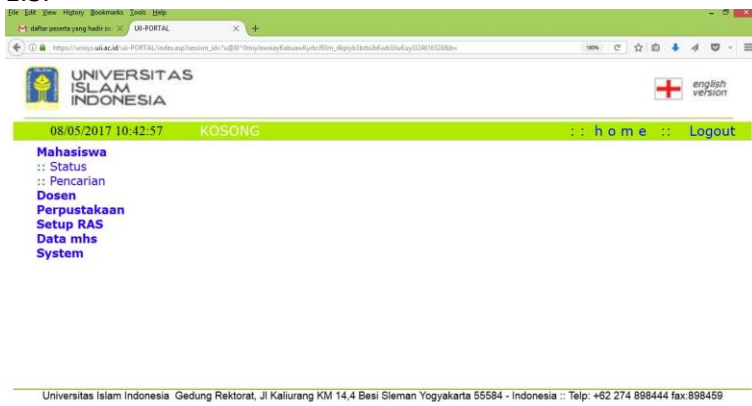 File Edit View History Bookmarks Tools Help
daftar peserta yang hadir se
UII-PORTAL
100%
UNIVERSITAS
ISLAM
INDONESIA
english
version
08/05/2017 10:42:57 KOSONG :: home :: Logout
Mahasiswa
:: Status
:: Pencarian
Dosen
Perpustakaan
Setup RAS
Data mhs
System
Universitas Islam Indonesia Gedung Rektorat, Jl Kaliurang KM 14,4 Besi Sleman Yogyakarta 55584 - Indonesia :: Telp: +62 274 898444 fax:898459